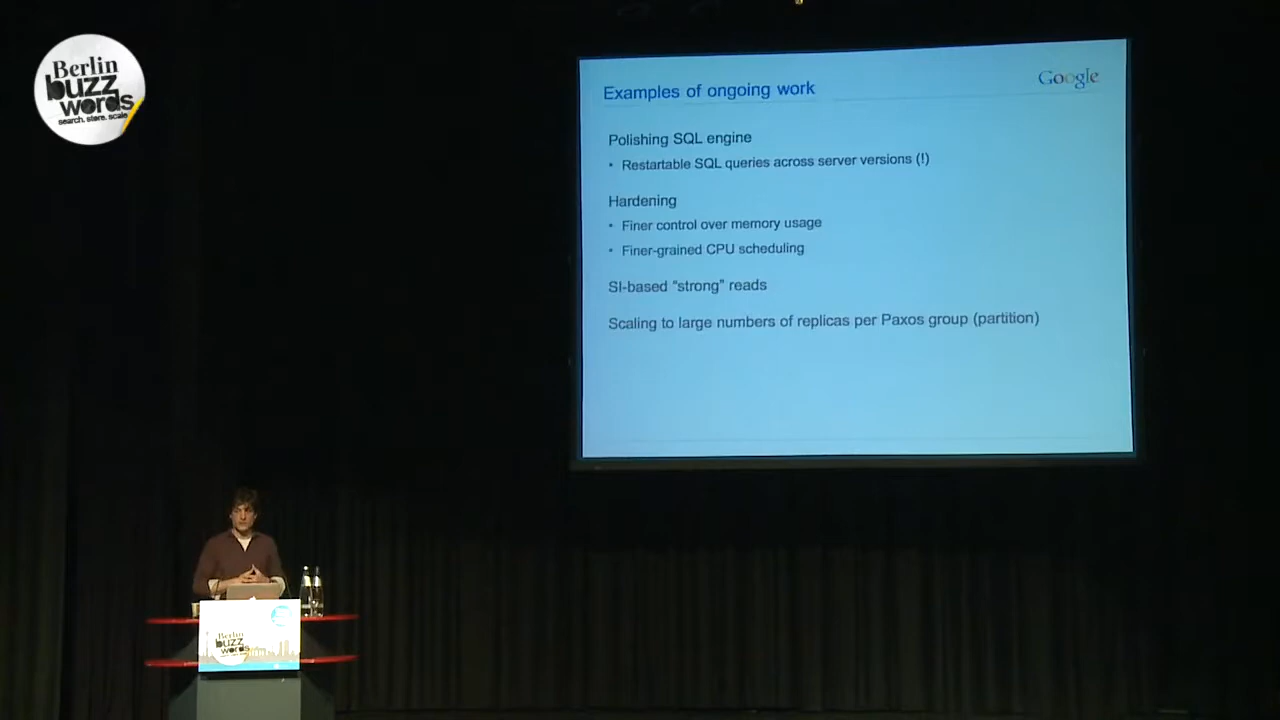 Berlin
buzz
words
search. store. scale
Google
Examples of ongoing work
Polishing SQL engine
• Restartable SQL queries across server versions (!)
Hardening
• Finer control over memory usage
• Finer-grained CPU scheduling
SI-based “strong” reads
Scaling to large numbers of replicas per Paxos group (partition)
Berlin
buzz
words